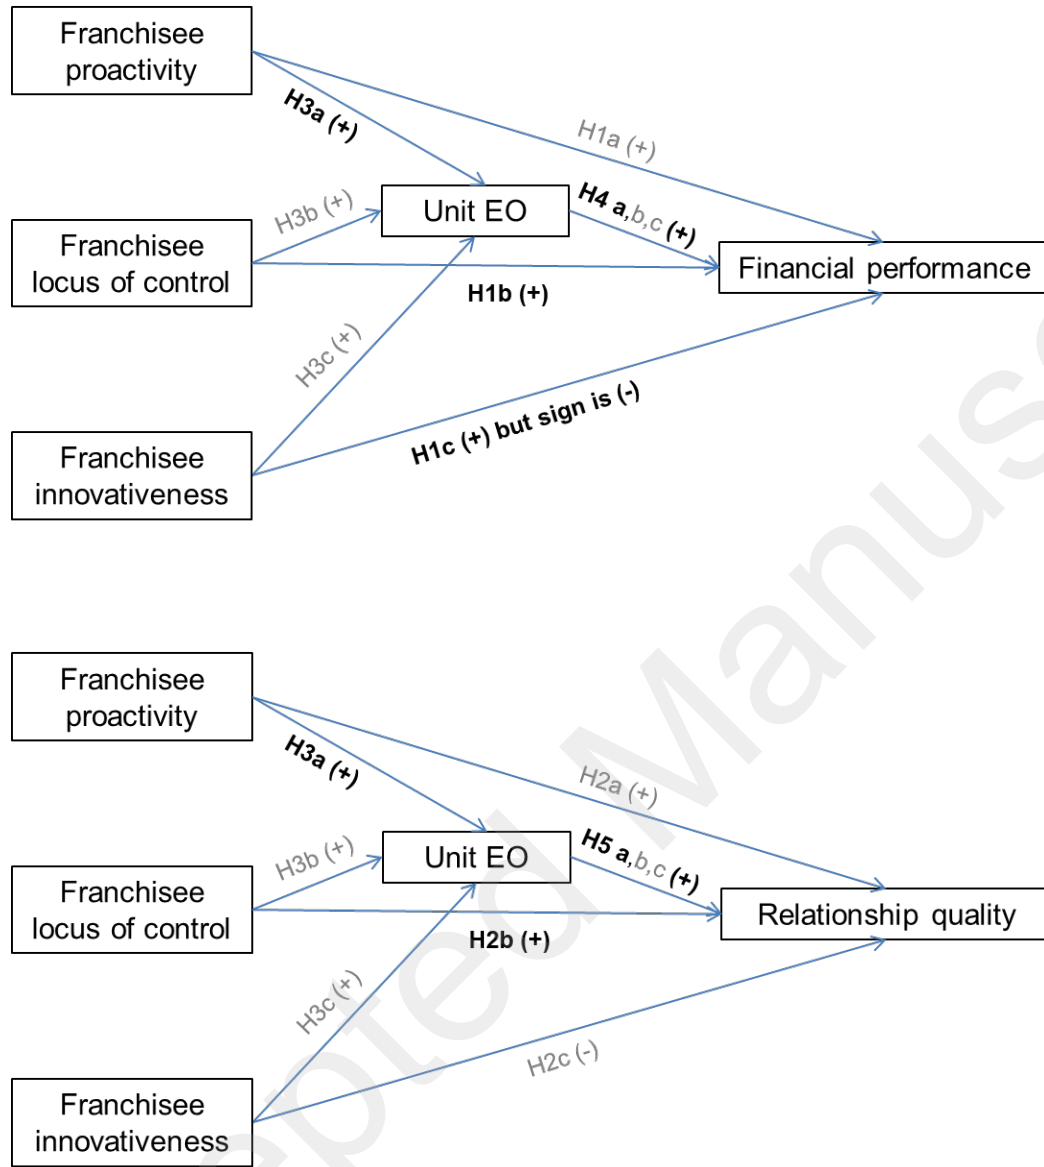 Franchisee
proactivity
H3a (+)
H1a (+)
H3b (+)
Unit EO
H4 a,b,c (+)
Franchisee
locus of control
Financial performance
H1b (+)
H3c (+)
H1c (+) but sign is (-)
Franchisee
innovativeness
Franchisee
proactivity
H3a (+)
H2a (+)
H3b (+)
Unit EO
H5 a,b,c (+)
Franchisee
locus of control
Relationship quality
H2b (+)
H3c (+)
H2c (-)
Franchisee
innovativeness
epted Manus